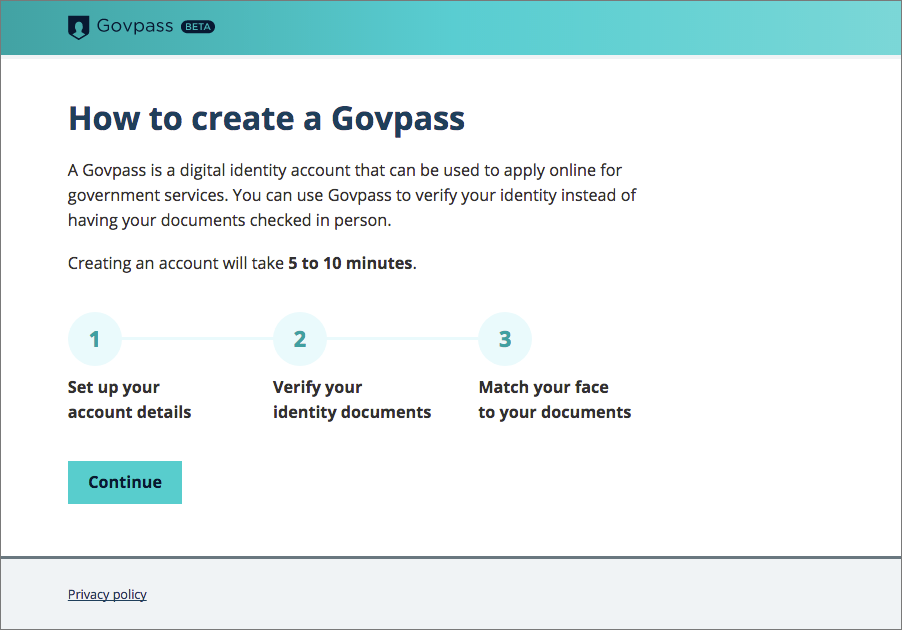 Govpass BETA
How to create a Govpass
A Govpass is a digital identity account that can be used to apply online for
government services. You can use Govpass to verify your identity instead of
having your documents checked in person.
Creating an account will take 5 to 10 minutes.
1
Set up your
account details
2
Verify your
identity documents
3
Match your face
to your documents
Continue
Privacy policy